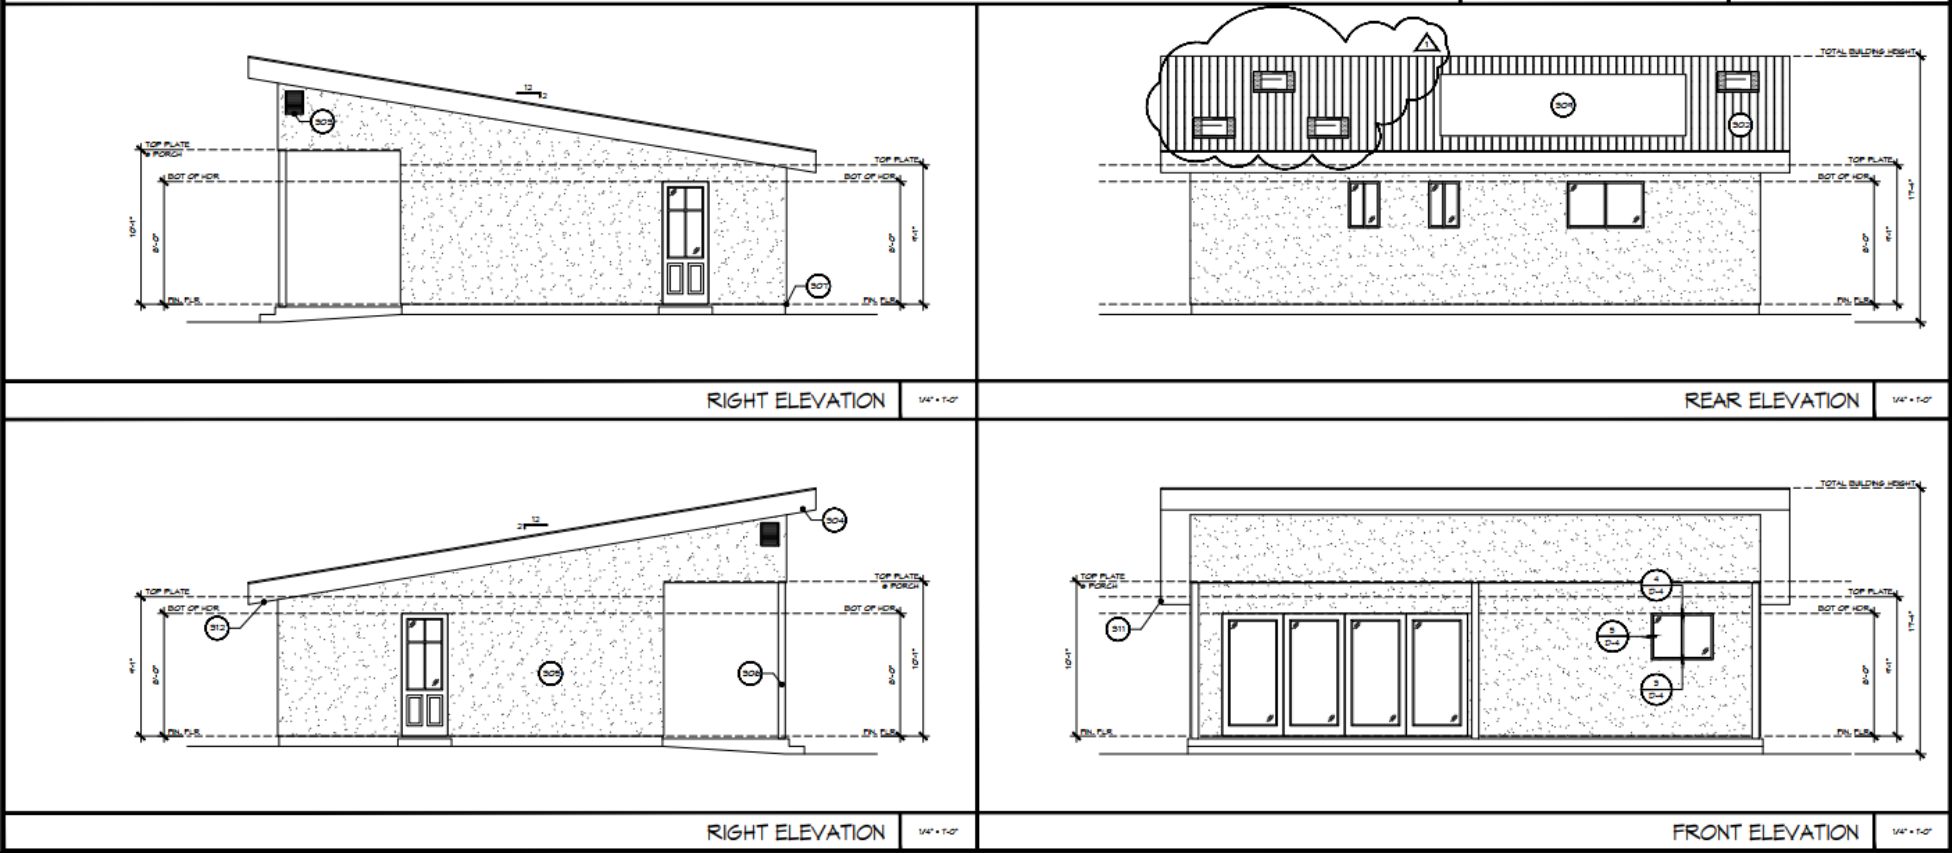 12
2
303
TOP PLATE
@ PORCH
BOT OF HDR
10'-1"
8'-0"
FIN. FLR
TOP PLATE
BOT OF HDR
8'-0"
9'-1"
307
FIN. FLR
RIGHT ELEVATION
1/4" = 1'-0"
1
TOTAL BUILDING HEIGHT
309
302
TOP PLATE
BOT OF HDR
17'-4"
8'-0"
9'-1"
FIN. FLR
REAR ELEVATION
1/4" = 1'-0"
12
2
304
TOP PLATE
BOT OF HDR
312
9'-1"
8'-0"
FIN. FLR
305
308
TOP PLATE
@ PORCH
BOT OF HDR
8'-0"
10'-1"
FIN. FLR
RIGHT ELEVATION
1/4" = 1'-0"
TOTAL BUILDING HEIGHT
TOP PLATE
@ PORCH
311
10'-1"
FIN. FLR
4
D-4
5
D-4
3
D-4
TOP PLATE
BOT OF HDR
17'-4"
8'-0"
9'-1"
FIN. FLR
FRONT ELEVATION
1/4" = 1'-0"